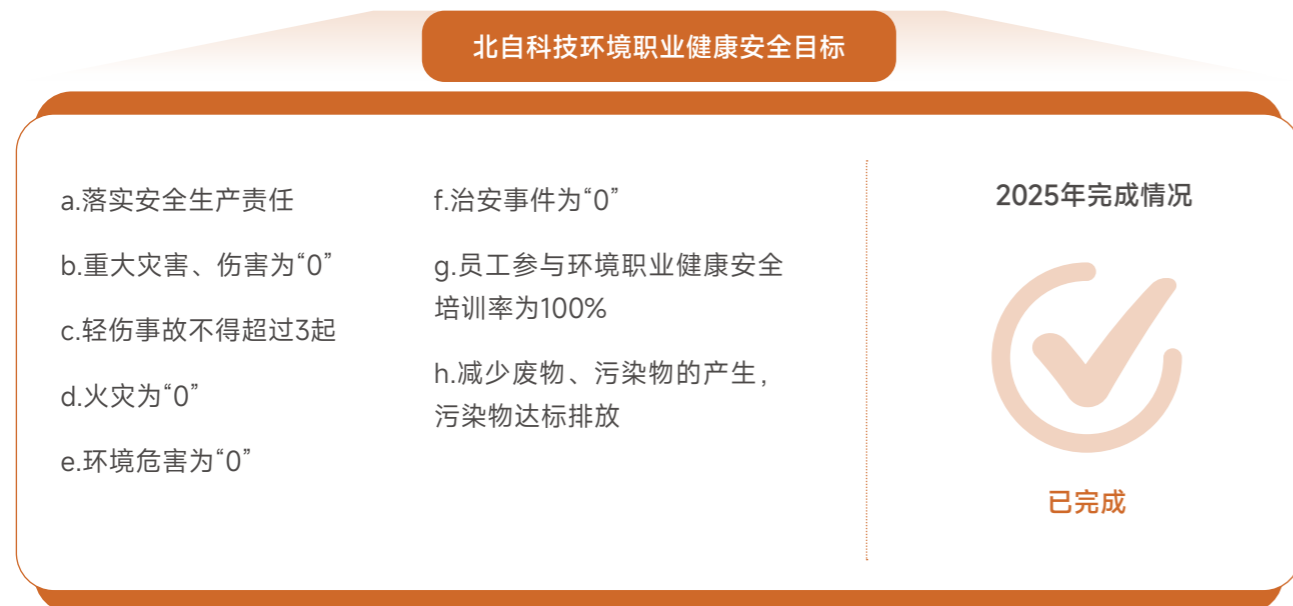 北自科技环境职业健康安全目标
a.落实安全生产责任
b.重大灾害、伤害为“0”
c.轻伤事故不得超过3起
d.火灾为“0”
e.环境危害为“0”
f.治安事件为“0”
g.员工参与环境职业健康安全
培训率为100%
h.减少废物、污染物的产生，
污染物达标排放
2025年完成情况
已完成